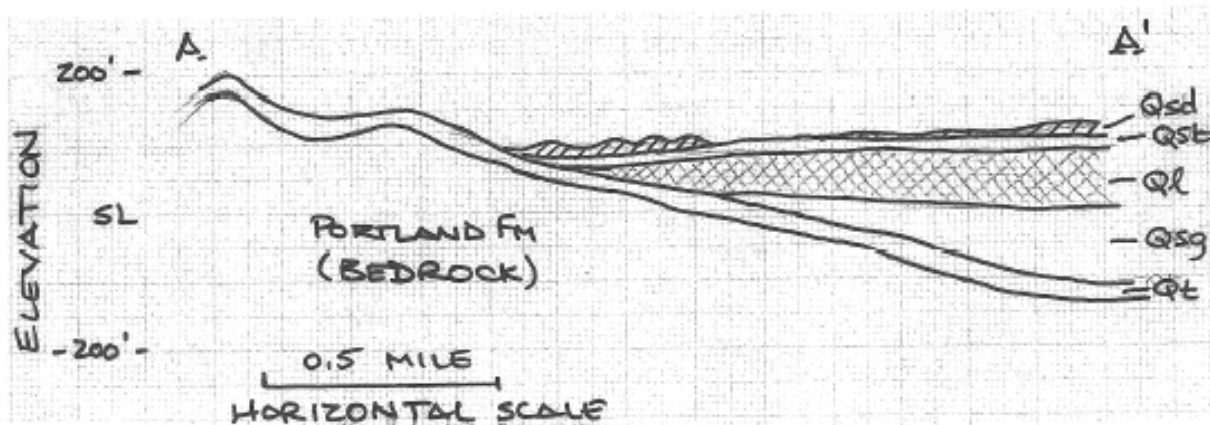 A
A'
200' -
Qsd
Qst
Ql
Qsg
Qt
ELEVATION
SL
-200' -
PORTLAND FM
(BEDROCK)
0.5 MILE
HORIZONTAL SCALE